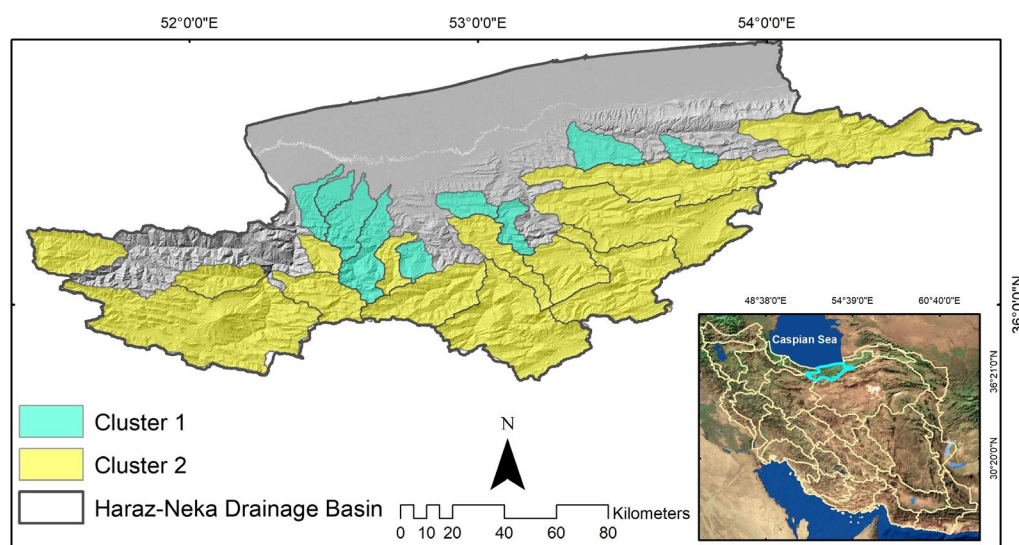 52°0'0"E
53°0'0"E
54°0'0"E
36°0'0"N
48°38'0"E
54°39'0"E
60°40'0"E
Caspian Sea
36°21'0"N
30°20'0"N
Cluster 1
Cluster 2
Haraz-Neka Drainage Basin
N
Kilometers
0 10 20 40 60 80